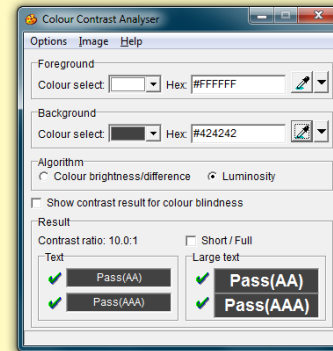 Colour Contrast Analyser
Options Image Help
Foreground
Colour select: Hex: #FFFFFF
Background
Colour select: Hex: #424242
Algorithm
Colour brightness/difference Luminosity
Show contrast result for colour blindness
Result
Contrast ratio: 10.0:1 Short / Full
Text Large text
Pass(AA) Pass(AA)
Pass(AAA) Pass(AAA)